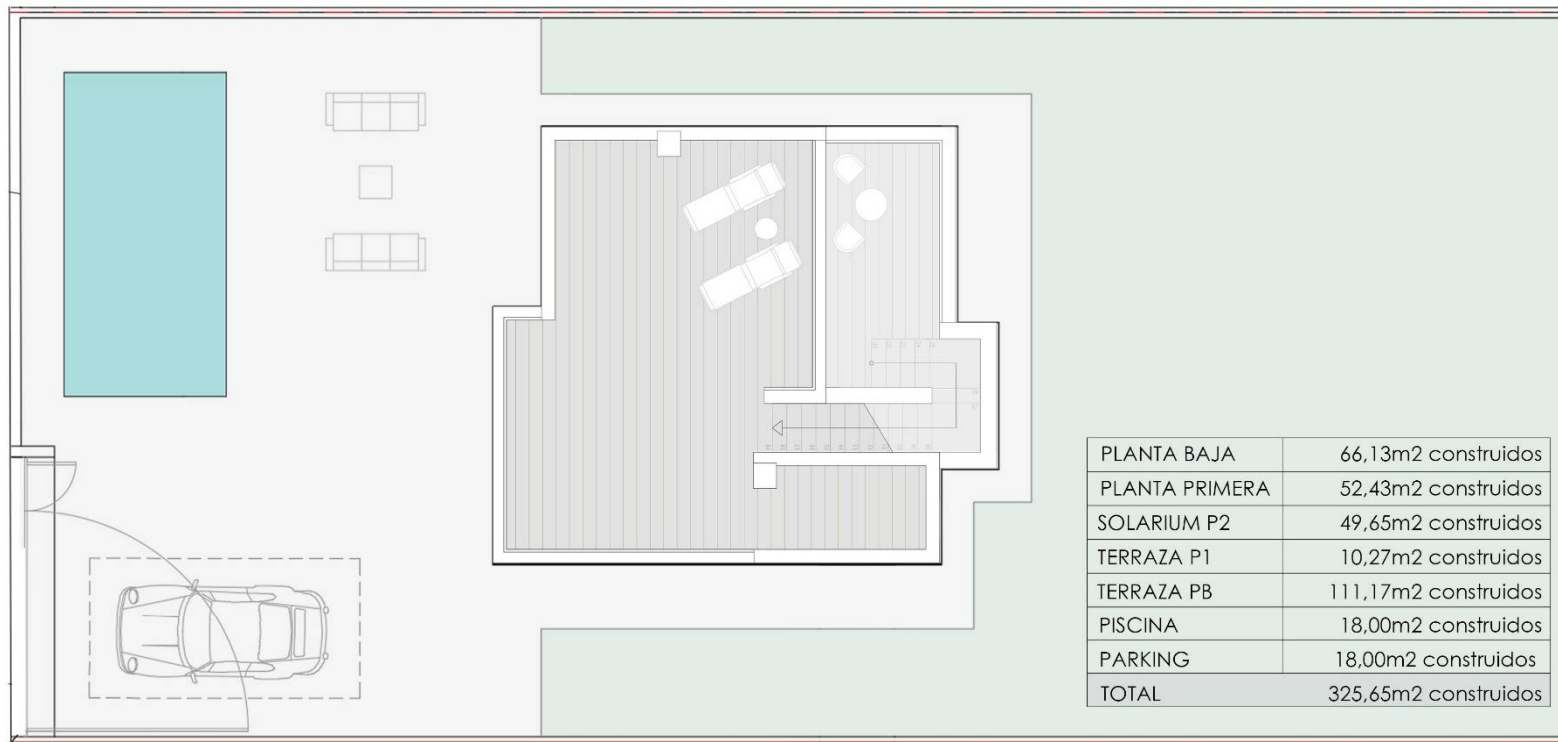 PLANTA BAJA 66,13m2 construidos
PLANTA PRIMERA 52,43m2 construidos
SOLARIUM P2 49,65m2 construidos
TERRAZA P1 10,27m2 construidos
TERRAZA PB 111,17m2 construidos
PISCINA 18,00m2 construidos
PARKING 18,00m2 construidos
TOTAL 325,65m2 construidos